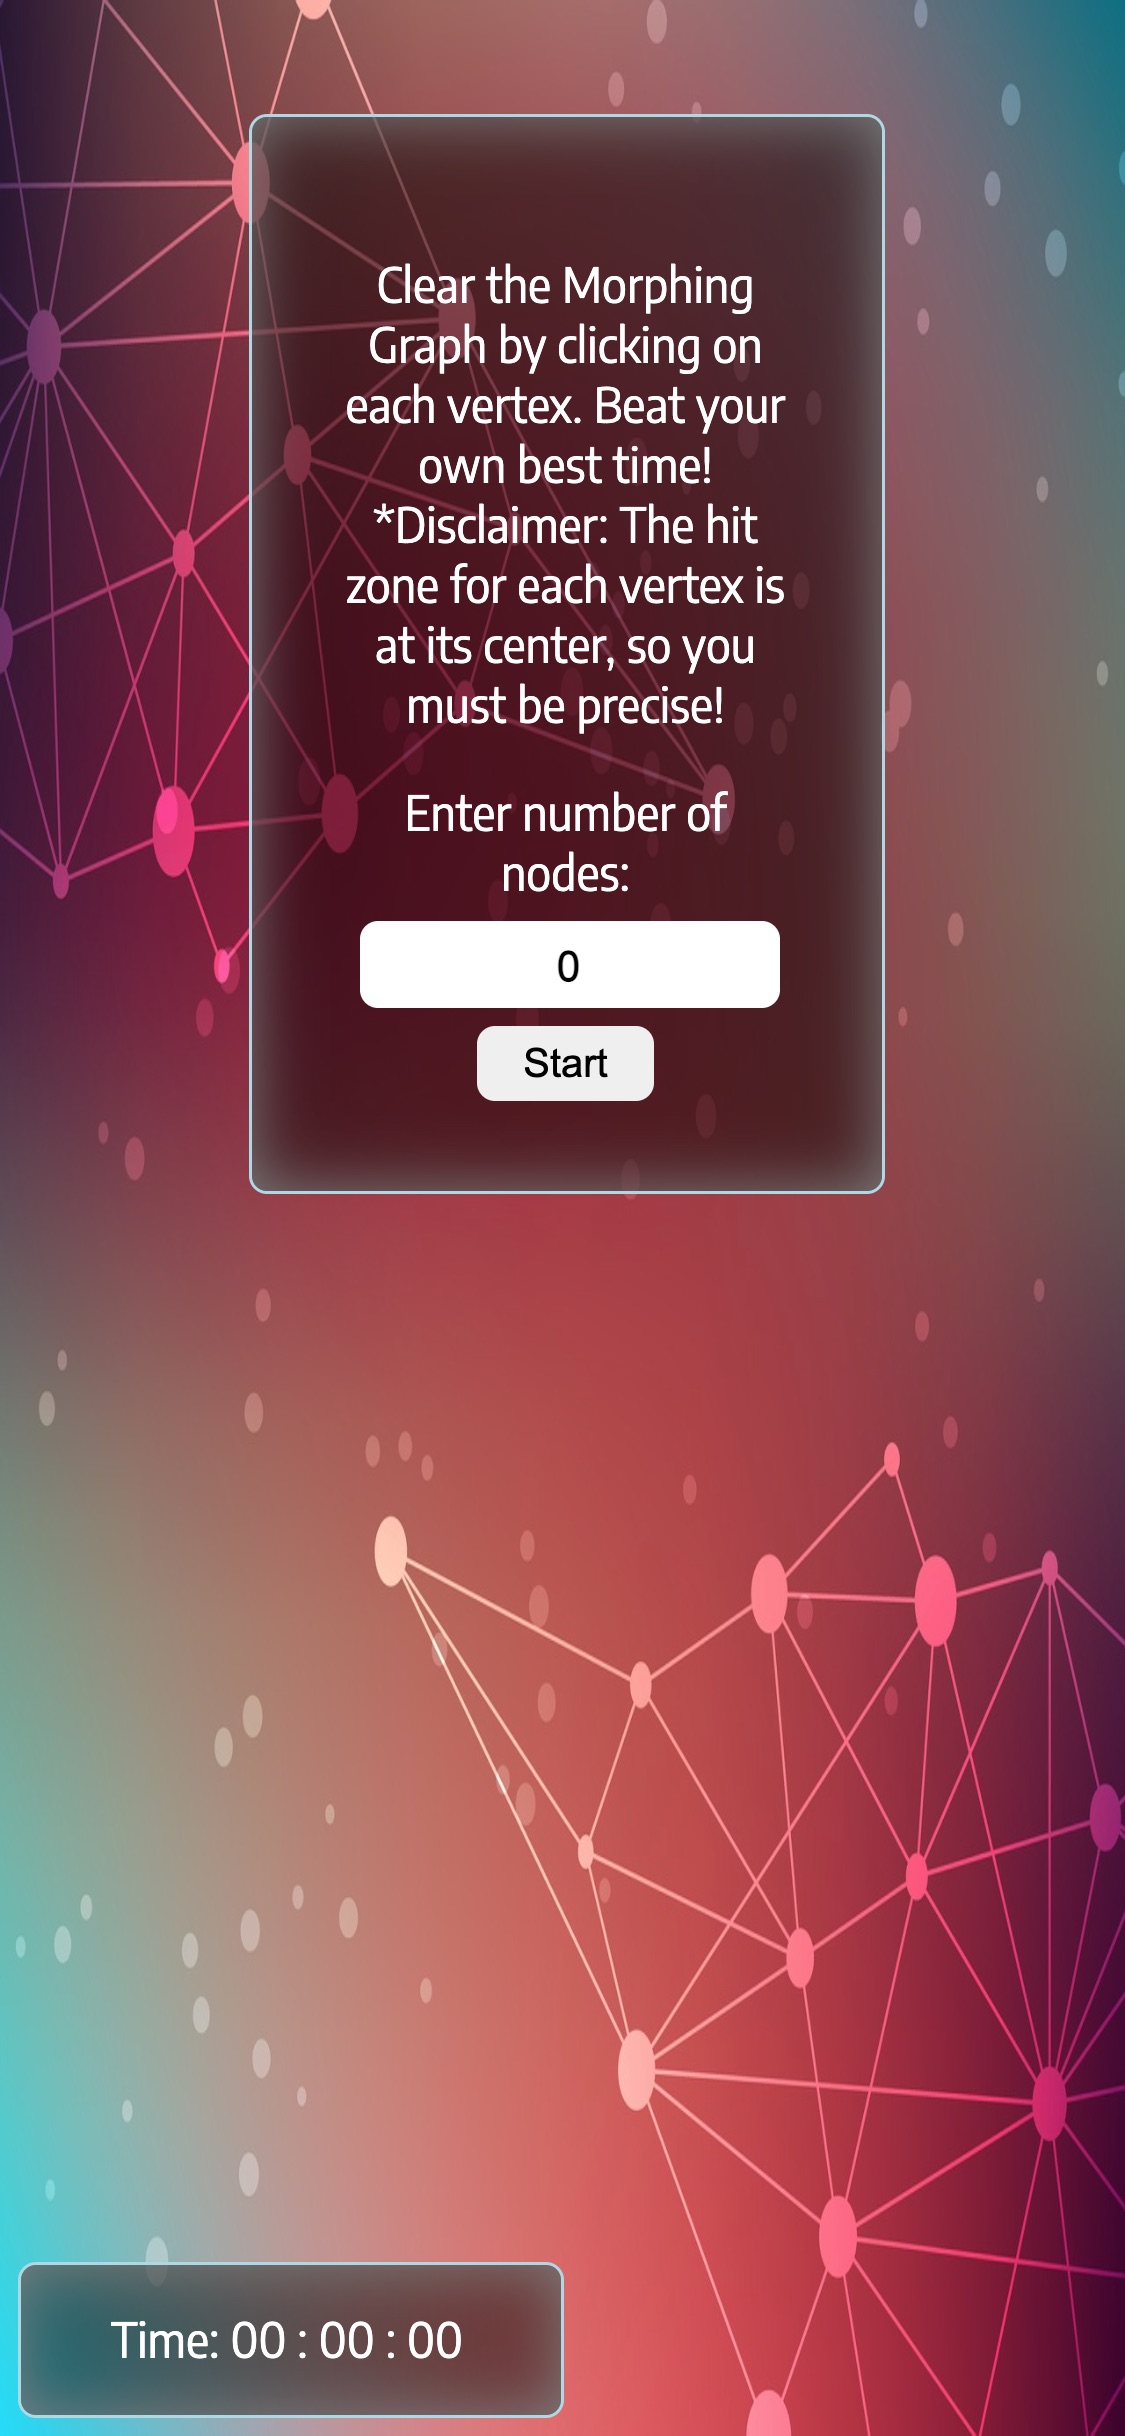 Clear the Morphing
Graph by clicking on
each vertex. Beat your
own best time!
*Disclaimer: The hit
zone for each vertex is
at its center, so you
must be precise!
Enter number of
nodes:
0
Start
Time: 00 : 00 : 00